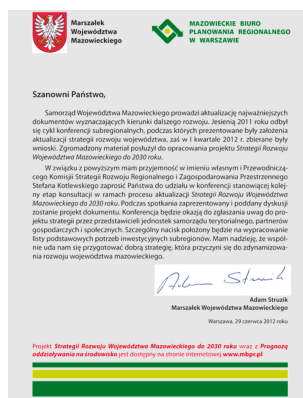 Marszałek
Województwa
Mazowieckiego
MAZOWIECKIE BIURO
PLANOWANIA REGIONALNEGO
W WARSZAWIE
Szanowni Państwo,
Samorząd Województwa Mazowieckiego prowadzi aktualizację najważniejszych
dokumentów wyznaczających kierunki dalszego rozwoju. Jesienią 2011 roku odbył
się cykl konferencji subregionalnych, podczas których prezentowane były założenia
aktualizacji strategii rozwoju województwa, zaś w I kwartale 2012 r. zbierane były
wnioski. Zgromadzony materiał posłużył do opracowania projektu Strategii Rozwoju
Województwa Mazowieckiego do 2030 roku.
W związku z powyższym mam przyjemność w imieniu własnym i Przewodniczą-
cego Komisji Strategii Rozwoju Regionalnego i Zagospodarowania Przestrzennego
Stefana Kotlewskiego zaprosić Państwa do udziału w konferencji stanowiącej kolej-
ny etap konsultacji w ramach procesu aktualizacji Strategii Rozwoju Województwa
Mazowieckiego do 2030 roku. Podczas spotkania zaprezentowany i poddany dyskusji
zostanie projekt dokumentu. Konferencja będzie okazją do zgłaszania uwag do pro-
jektu strategii przez przedstawicieli jednostek samorządu terytorialnego, partnerów
gospodarczych i społecznych. Szczególny nacisk położony będzie na wypracowanie
listy podstawowych potrzeb inwestycyjnych subregionów. Mam nadzieję, że wspól-
nie uda nam się przygotować dobrą strategię, która przyczyni się do zdynamizowa-
nia rozwoju województwa mazowieckiego.
Adam Struzik
Adam Struzik
Marszałek Województwa Mazowieckiego
Warszawa, 29 czerwca 2012 roku
Projekt Strategii Rozwoju Województwa Mazowieckiego do 2030 roku wraz z Prognozą
oddziaływania na środowisko jest dostępny na stronie internetowej www.mbpr.pl